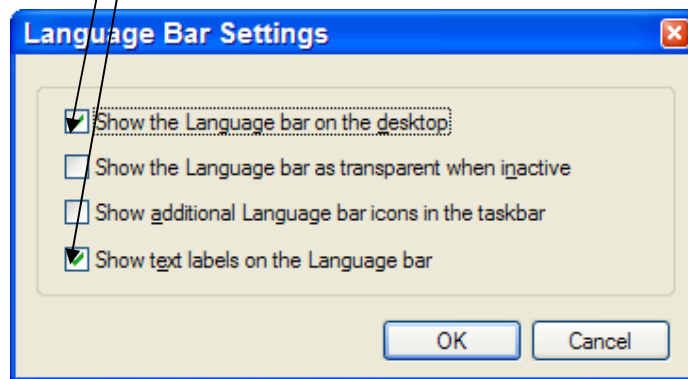 Language Bar Settings
Show the Language bar on the desktop
Show the Language bar as transparent when inactive
Show additional Language bar icons in the taskbar
Show text labels on the Language bar
OK
Cancel